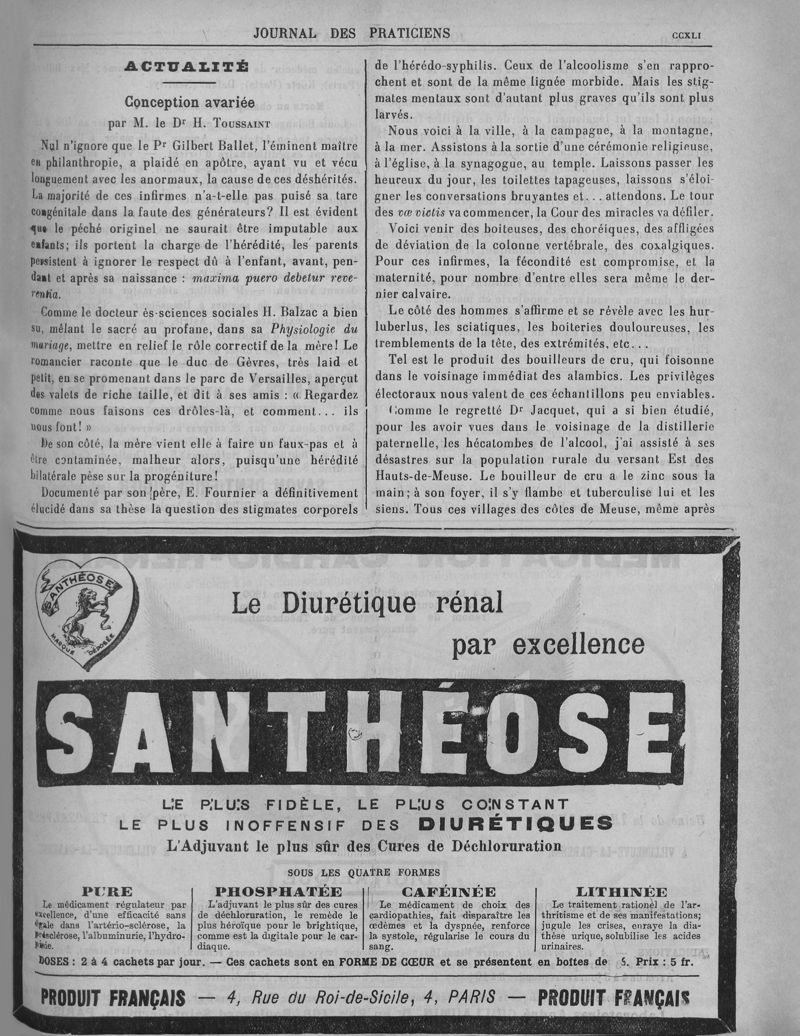 JOURNAL DES PRATICIENS
CCXLI
ACTUALITÉ
Conception avariée
par M. le Dr H. TOUSSAINT
Nul n'ignore que le Pr Gilbert Ballet, l'éminent maître
en philanthropie, a plaidé en apôtre, ayant vu et vécu
longuement avec les anormaux, la cause de ces déshérités.
La majorité de ces infirmes n'a-t-elle pas puisé sa tare
congénitale dans la faute des générateurs? Il est évident
que le péché originel ne saurait être imputable aux
enfants; ils portent la charge de l'hérédité, les parents
persistent à ignorer le respect dû à l'enfant, avant, pen-
dant et après sa naissance : maxima puero debetur reve-
rentia.
Comme le docteur ès-sciences sociales H. Balzac a bien
su, mêlant le sacré au profane, dans sa Physiologie du
mariage, mettre en relief le rôle correctif de la mère! Le
romancier raconte que le duc de Gèvres, très laid et
petit, en se promenant dans le parc de Versailles, aperçut
des valets de riche taille, et dit à ses amis : « Regardez
comme nous faisons ces drôles-là, et comment... ils
nous font! »
De son côté, la mère vient elle à faire un faux-pas et à
être contaminée, malheur alors, puisqu'une hérédité
bilatérale pèse sur la progéniture!
Documenté par son père, E. Fournier a définitivement
élucidé dans sa thèse la question des stigmates corporels
de l'hérédo-syphilis. Ceux de l'alcoolisme s'en rappro-
chent et sont de la même lignée morbide. Mais les stig-
mates mentaux sont d'autant plus graves qu'ils sont plus
larvés.
Nous voici à la ville, à la campagne, à la montagne,
à la mer. Assistons à la sortie d'une cérémonie religieuse,
à l'église, à la synagogue, au temple. Laissons passer les
heureux du jour, les toilettes tapageuses, laissons s'éloi-
gner les conversations bruyantes et... attendons. Le tour
des væ victis va commencer, la Cour des miracles va défiler.
Voici venir des boiteuses, des choréiques, des affligées
de déviation de la colonne vertébrale, des coxalgiques.
Pour ces infirmes, la fécondité est compromise, et la
maternité, pour nombre d'entre elles sera même le der-
nier calvaire.
Le côté des hommes s'affirme et se révèle avec les hur-
luberlus, les sciatiques, les boiteries douloureuses, les
tremblements de la tête, des extrémités, etc...
Tel est le produit des bouilleurs de cru, qui foisonne
dans le voisinage immédiat des alambics. Les privilèges
électoraux nous valent de ces échantillons peu enviables.
Comme le regretté Dr Jacquet, qui a si bien étudié,
pour les avoir vues dans le voisinage de la distillerie
paternelle, les hécatombes de l'alcool, j'ai assisté à ses
désastres sur la population rurale du versant Est des
Hauts-de-Meuse. Le bouilleur de cru a le zinc sous la
main; à son foyer, il s'y flambe et tuberculise lui et les
siens. Tous ces villages des côtes de Meuse, même après
SANTHÉOSE
MARQUE DÉPOSÉE
Le Diurétique rénal
par excellence
SANTHÉOSE
LE PLUS FIDÈLE, LE PLUS CONSTANT
LE PLUS INOFFENSIF DES DIURÉTIQUES
L'Adjuvant le plus sûr des Cures de Déchloruration
SOUS LES QUATRE FORMES
PURE
Le médicament régulateur par
excellence, d'une efficacité sans
égale dans l'artério-sclérose, la
présclérose, l'albuminurie, l'hydro-
pisie.
PHOSPHATÉE
L'adjuvant le plus sûr des cures
de déchloruration, le remède le
plus héroïque pour le brightique,
comme est la digitale pour le car-
diaque.
CAFÉINÉE
Le médicament de choix des
cardiopathies, fait disparaître les
œdèmes et la dyspnée, renforce
la systole, régularise le cours du
sang.
LITHINÉE
Le traitement rationel de l'ar-
thritisme et de ses manifestations;
jugule les crises, enraye la dia-
thèse urique, solubilise les acides
urinaires.
DOSES : 2 à 4 cachets par jour. — Ces cachets sont en FORME DE CŒUR et se présentent en boîtes de Prix : 5 fr.
PRODUIT FRANÇAIS — 4, Rue du Roi-de-Sicile, 4, PARIS — PRODUIT FRANÇAIS